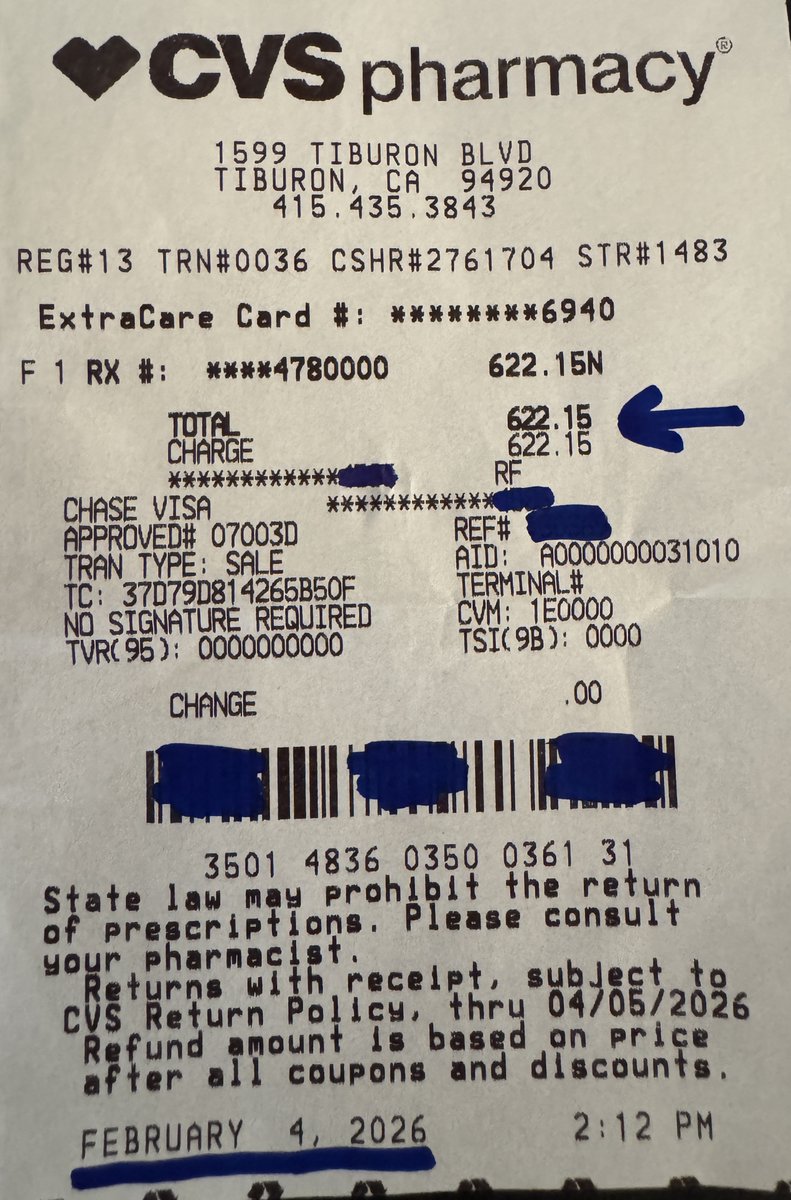 CVS pharmacy®
1599 TIBURON BLVD
TIBURON, CA 94920
415.435.3843
REG#13 TRN#0036 CSHR#2761704 STR#1483
ExtraCare Card #: ********6940
F 1 RX #: ****4780000 622.15N
TOTAL 622.15
CHARGE 622.15
************ RF
CHASE VISA ************
APPROVED# 07003D REF#
TRAN TYPE: SALE AID: A0000000031010
TC: 37D79D814265B50F TERMINAL#
NO SIGNATURE REQUIRED CVM: 1E0000
TVR(95): 0000000000 TSI(9B): 0000
CHANGE .00
3501 4836 0350 0361 31
State law may prohibit the return
of prescriptions. Please consult
your pharmacist.
Returns with receipt, subject to
CVS Return Policy, thru 04/05/2026
Refund amount is based on price
after all coupons and discounts.
FEBRUARY 4, 2026 2:12 PM